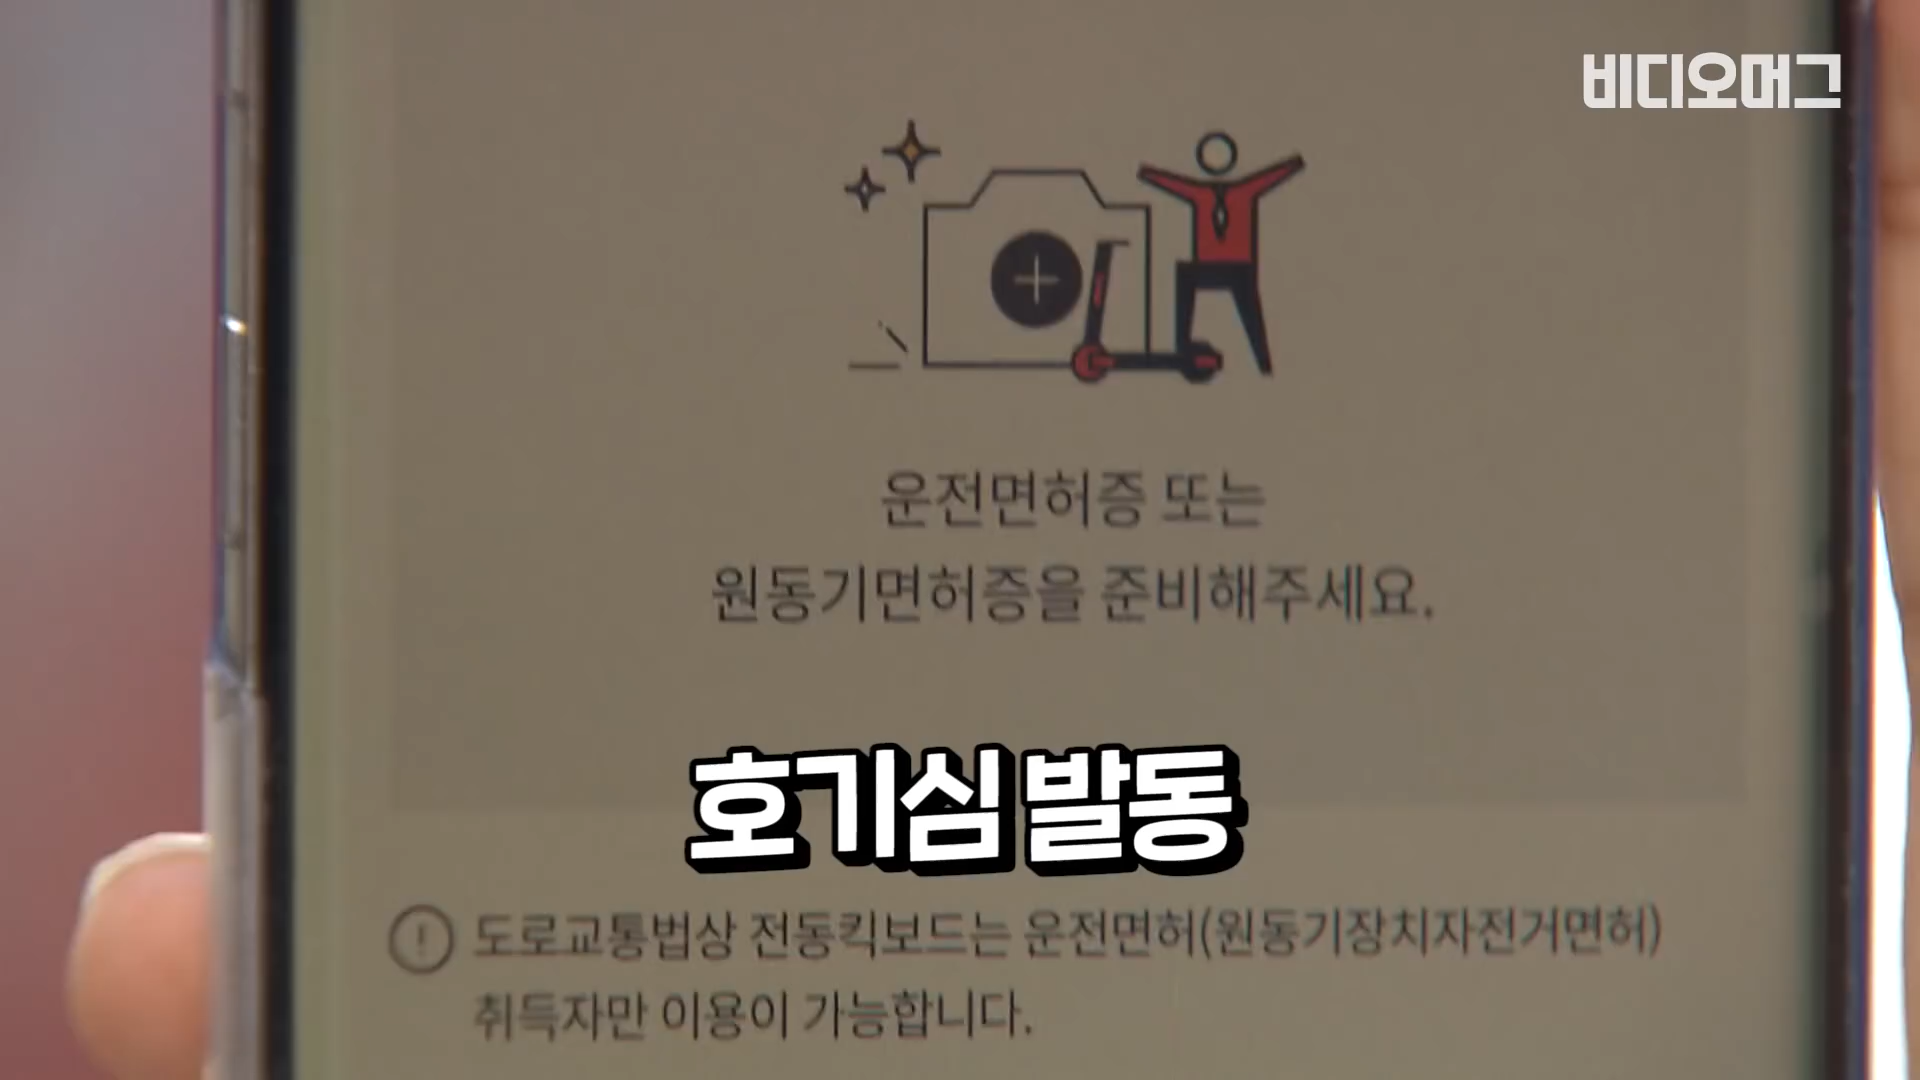 비디오머그
운전면허증 또는
원동기면허증을 준비해주세요.
호기심 발동
도로교통법상 전동킥보드는 운전면허(원동기장치자전거면허)
취득자만 이용이 가능합니다.